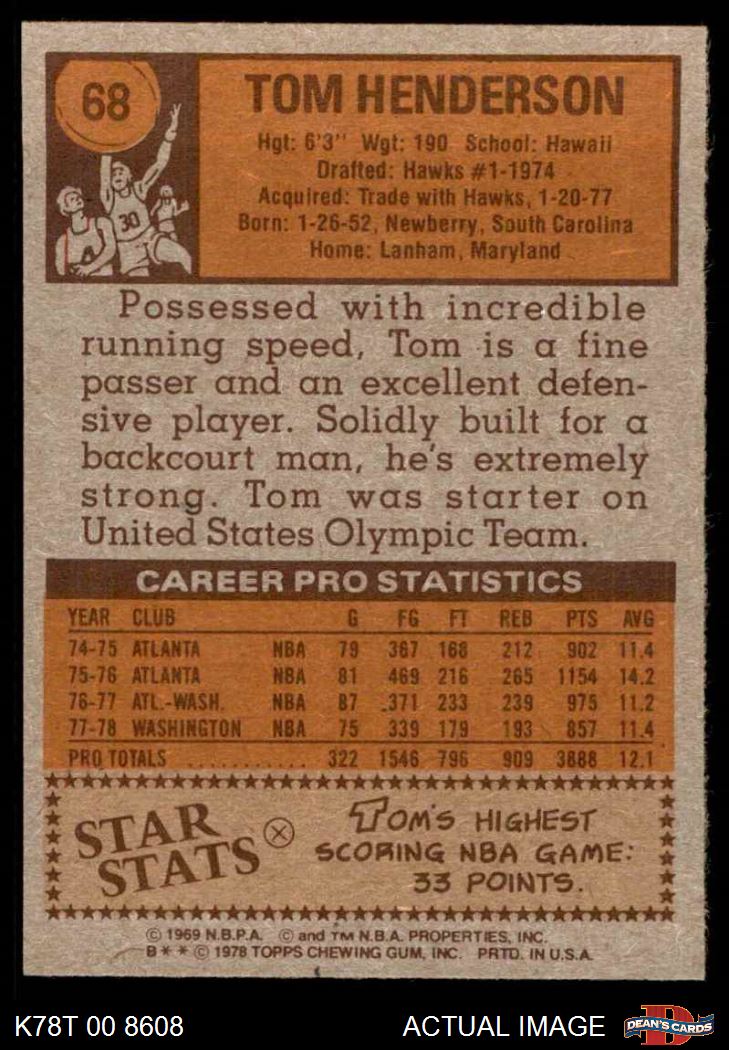 68
TOM HENDERSON
Hgt: 6'3" Wgt: 190 School: Hawaii
Drafted: Hawks #1-1974
Acquired: Trade with Hawks, 1-20-77
Born: 1-26-52, Newberry, South Carolina
Home: Lanham, Maryland
30
Possessed with incredible
running speed, Tom is a fine
passer and an excellent defen-
sive player. Solidly built for a
backcourt man, he's extremely
strong. Tom was starter on
United States Olympic Team.
CAREER PRO STATISTICS
YEAR CLUB G FG FT REB PTS AVG
74-75 ATLANTA NBA 79 367 168 212 902 11.4
75-76 ATLANTA NBA 81 469 216 265 1154 14.2
76-77 ATL.-WASH. NBA 87 371 233 239 975 11.2
77-78 WASHINGTON NBA 75 339 179 193 857 11.4
PRO TOTALS ........... 322 1546 796 909 3888 12.1
STAR STATS
TOM'S HIGHEST
SCORING NBA GAME:
33 POINTS.
© 1969 N.B.P.A. © and TM N.B.A. PROPERTIES, INC.
B * * © 1978 TOPPS CHEWING GUM, INC. PRTD. IN U.S.A.
K78T 00 8608 ACTUAL IMAGE
DEAN'S CARDS